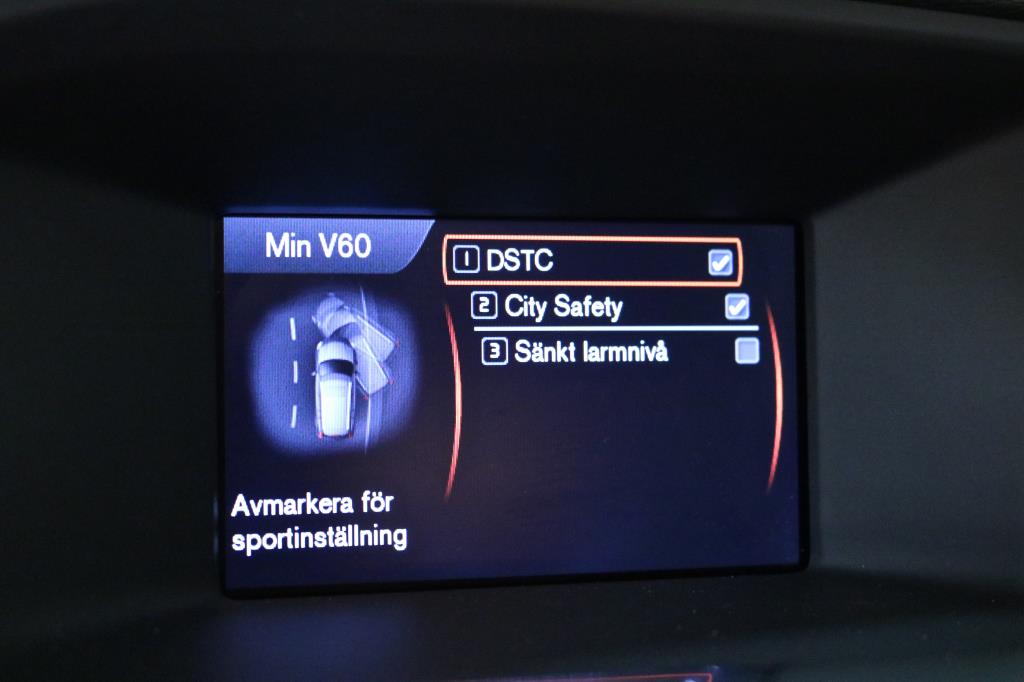 Min V60
1 DSTC
2 City Safety
3 Sänkt larmnivå
Avmarkera för
sportinställning